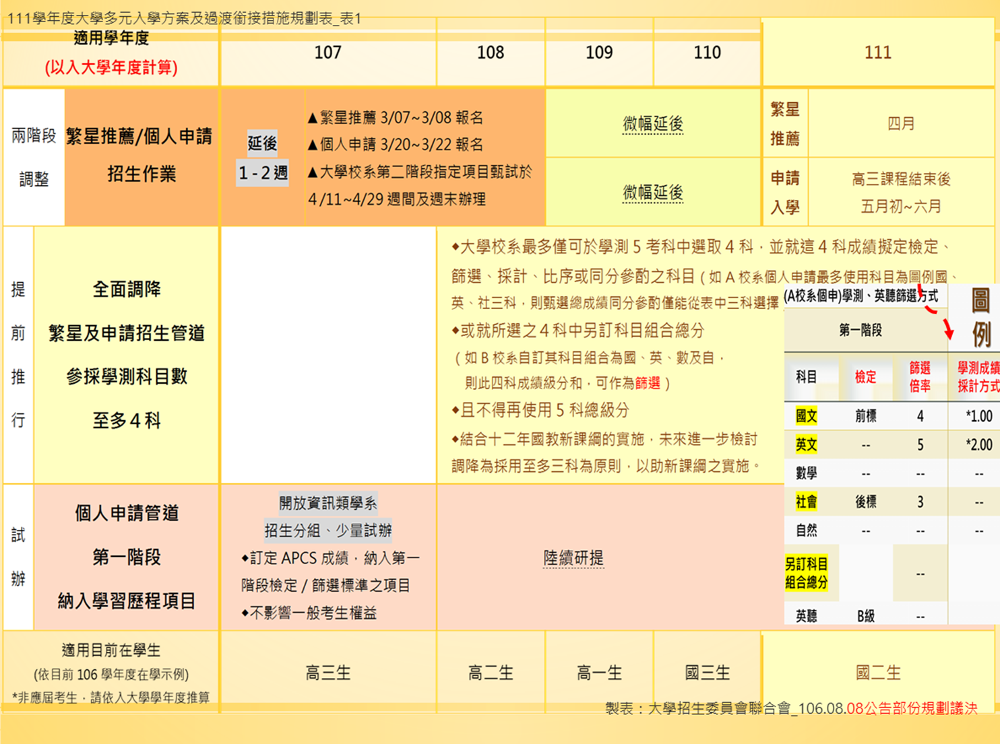 111學年度大學多元入學方案及過渡銜接措施規劃表_表1
適用學年度
(以入大學年度計算)
107
108
109
110
111
兩階段
調整
繁星推薦/個人申請
招生作業
延後
1-2週
▲繁星推薦 3/07~3/08 報名
▲個人申請 3/20~3/22 報名
▲大學校系第二階段指定項目甄試於
4/11~4/29 週間及週末辦理
微幅延後
微幅延後
繁星
推薦
四月
申請
入學
高三課程結束後
五月初~六月
提
前
推
行
全面調降
繁星及申請招生管道
參採學測科目數
至多4科
◆大學校系最多僅可於學測 5 考科中選取 4 科，並就這 4 科成績擬定檢定、
篩選、採計、比序或同分參酌之科目（如 A 校系個人申請最多使用科目為圖例國、
英、社三科，則甄選總成績同分參酌僅能從表中三科選擇
◆或就所選之4科中另訂科目組合總分
（如 B 校系自訂其科目組合為國、英、數及自，
則此四科成績級分和，可作為篩選）
◆且不得再使用 5 科總級分
◆結合十二年國教新課綱的實施，未來進一步檢討
調降為採用至多三科為原則，以助新課綱之實施。
(A校系個申)學測、英聽篩選方式
圖
例
第一階段
科目
檢定
篩選
倍率
學測成績
採計方式
國文 前標 4 *1.00
英文 -- 5 *2.00
數學 -- -- --
社會 後標 3 --
自然 -- -- --
另訂科目
組合總分
--
英聽 B級 --
試
辦
個人申請管道
第一階段
納入學習歷程項目
開放資訊類學系
招生分組、少量試辦
◆訂定 APCS 成績，納入第一
階段檢定 / 篩選標準之項目
◆不影響一般考生權益
陸續研提
適用目前在學生
(依目前 106 學年度在學示例)
*非應屆考生，請依入大學學年度推算
高三生
高二生
高一生
國三生
國二生
製表：大學招生委員會聯合會_106.08.08公告部份規劃議決